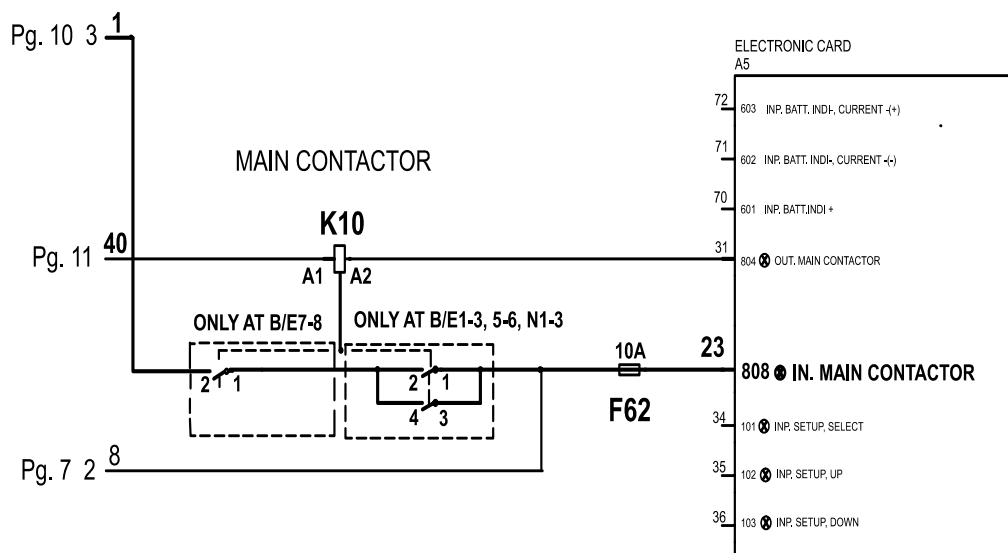 Pg. 10 3 1
ELECTRONIC CARD
A5
72 603 INP. BATT. INDI-, CURRENT -(+)
71 602 INP. BATT. INDI-, CURRENT -(-)
MAIN CONTACTOR
70 601 INP. BATT.INDI +
K10
Pg. 11 40
A1 A2
31 804 OUT. MAIN CONTACTOR
ONLY AT B/E7-8
ONLY AT B/E1-3, 5-6, N1-3
10A
23
2 1
2 1
808 IN. MAIN CONTACTOR
4 3
F62
34 101 INP. SETUP, SELECT
Pg. 7 2 8
35 102 INP. SETUP, UP
36 103 INP. SETUP, DOWN